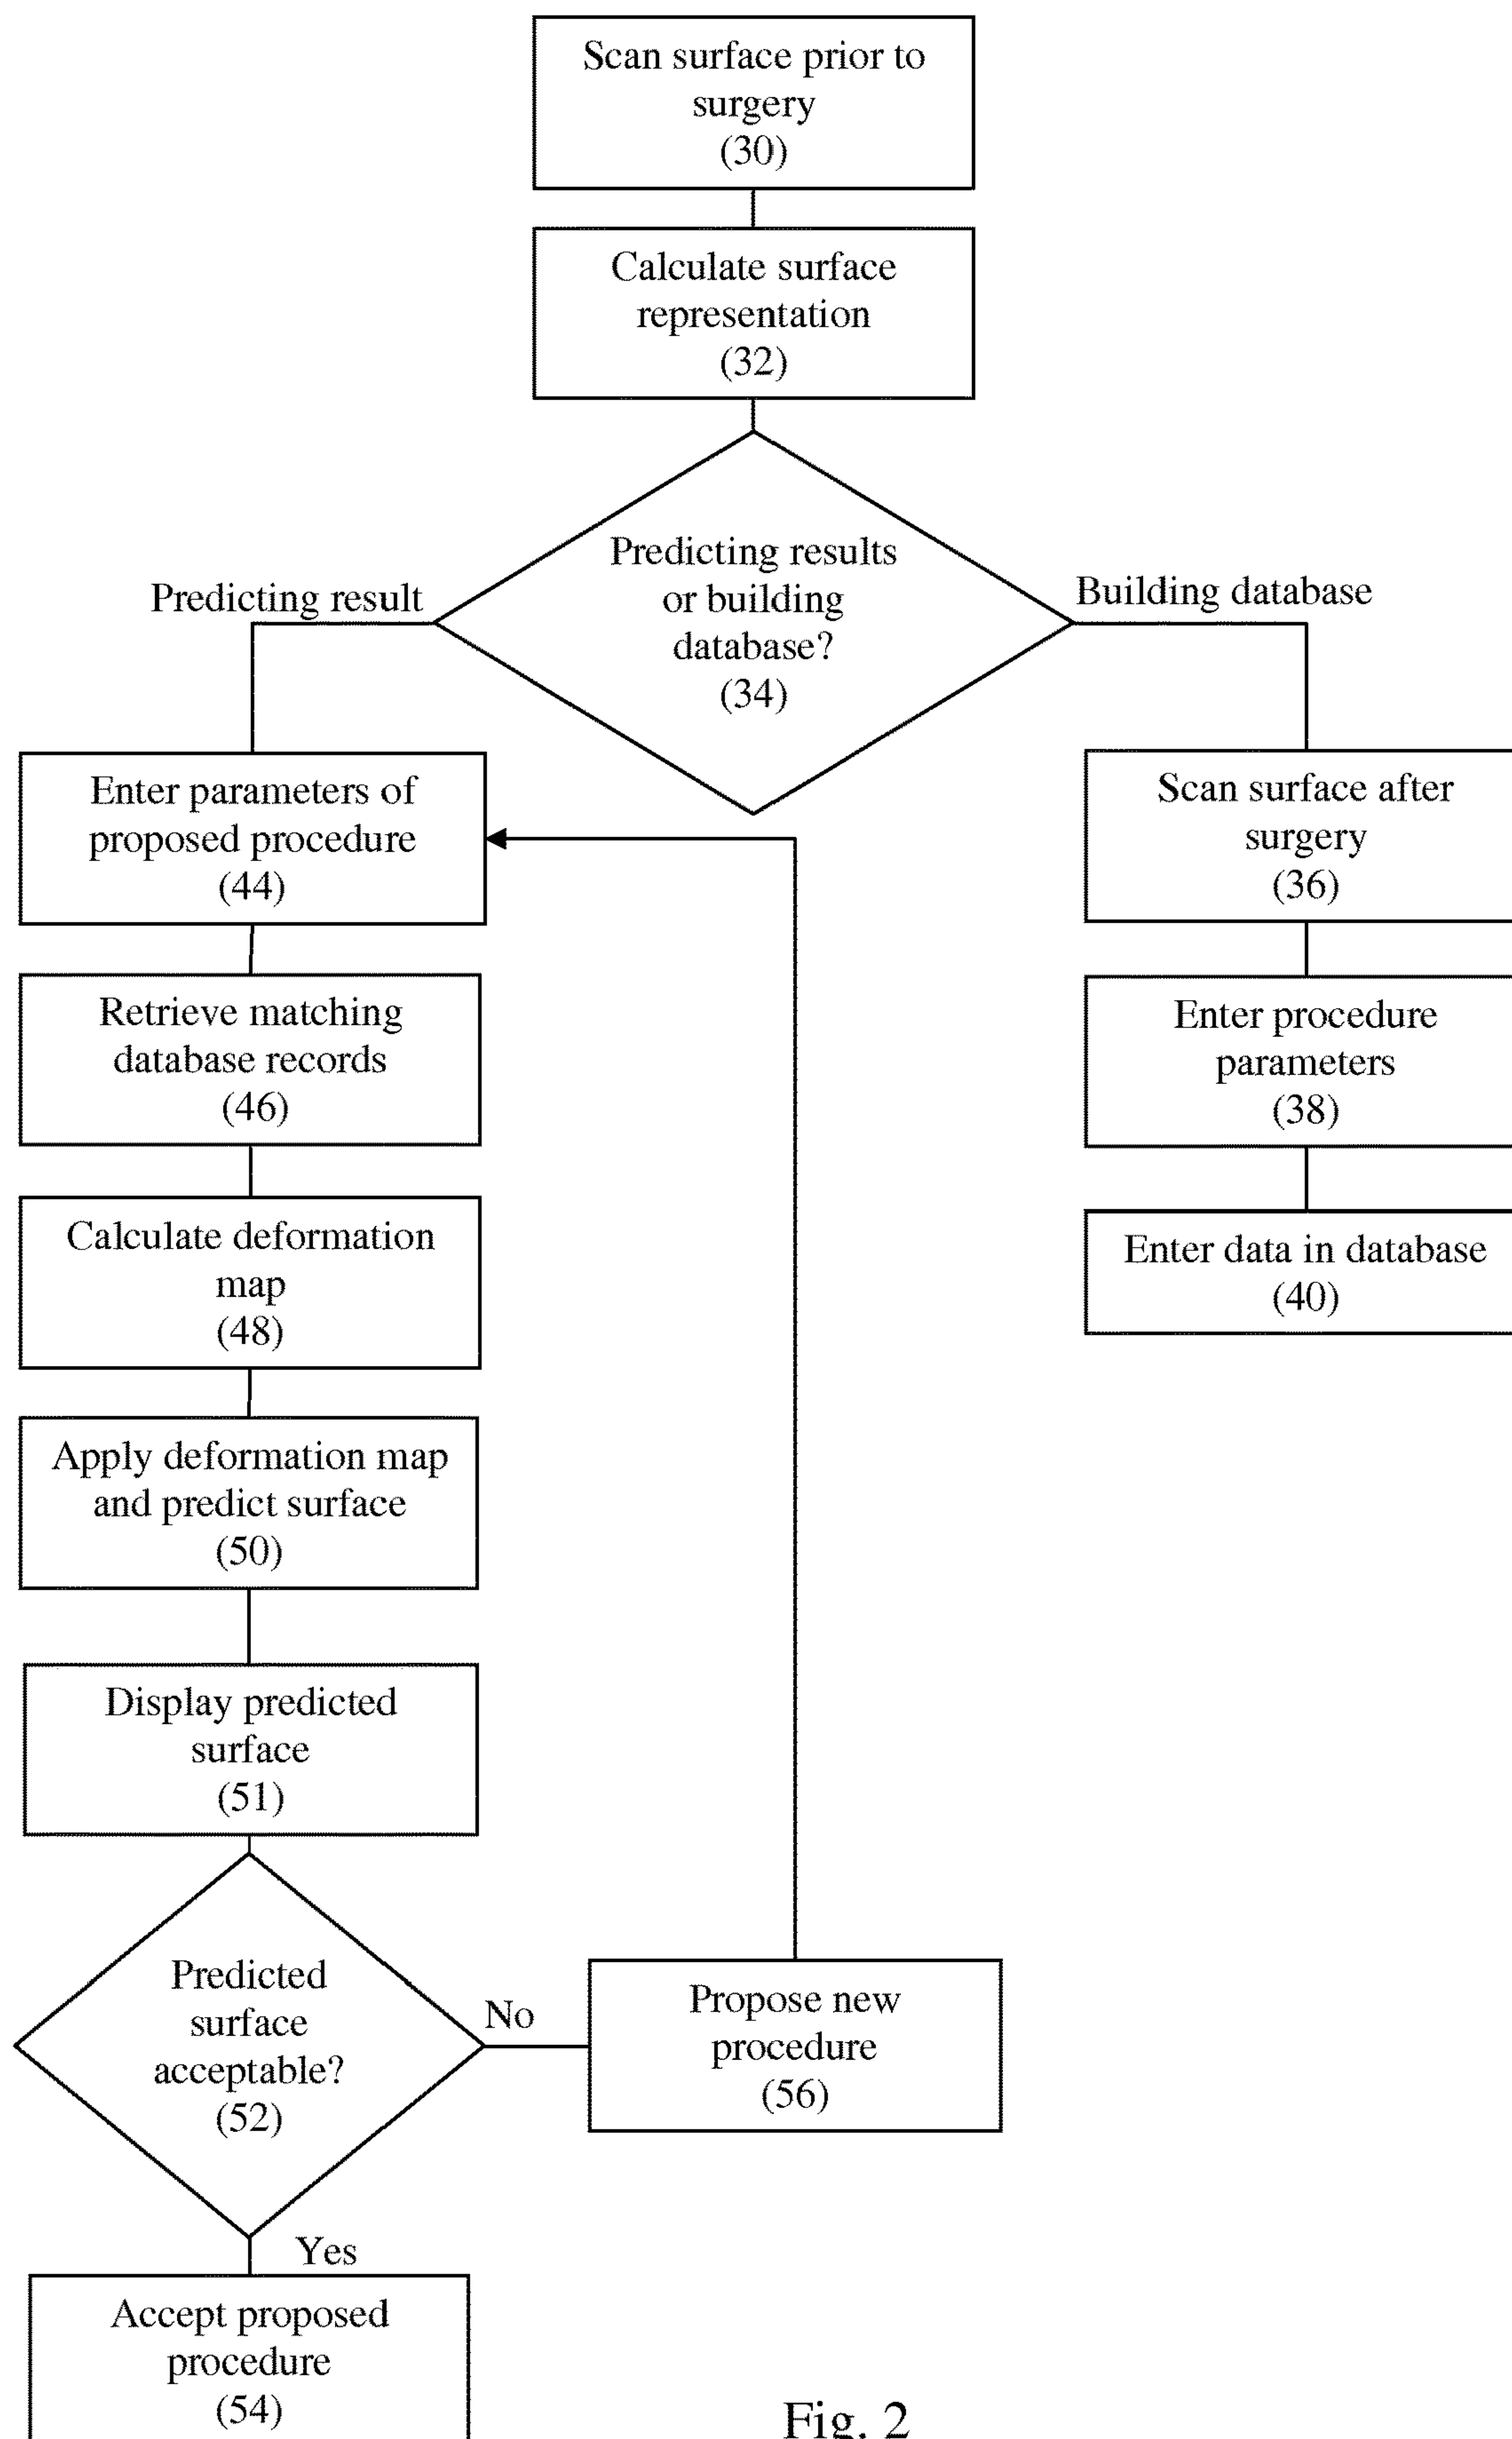 Scan surface prior to
surgery
(30)
Calculate surface
representation
(32)
Predicting results
or building
database?
(34)
Predicting result
Building database
Enter parameters of
proposed procedure
(44)
Retrieve matching
database records
(46)
Calculate deformation
map
(48)
Apply deformation map
and predict surface
(50)
Display predicted
surface
(51)
Predicted
surface
acceptable?
(52)
No
Propose new
procedure
(56)
Yes
Accept proposed
procedure
(54)
Scan surface after
surgery
(36)
Enter procedure
parameters
(38)
Enter data in database
(40)
Fig. 2